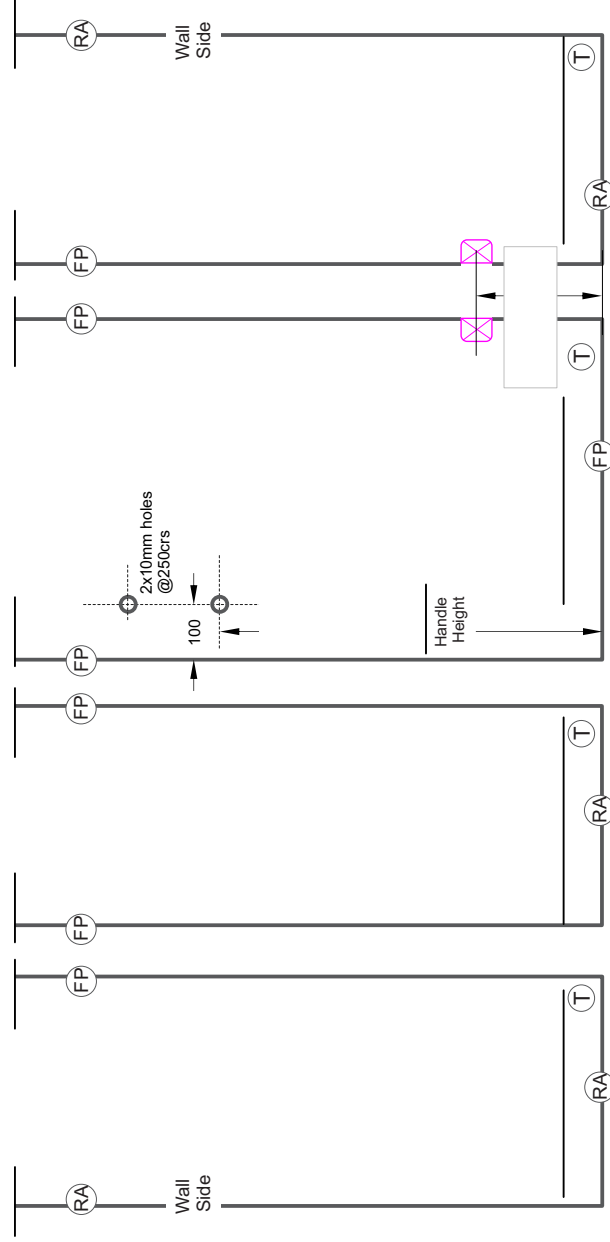 RA
Wall
Side
T
RA
FP
FP
T
FP
2x10mm holes
@250crs
100
Handle
Height
FP
FP
T
RA
FP
FP
T
RA
RA
Wall
Side